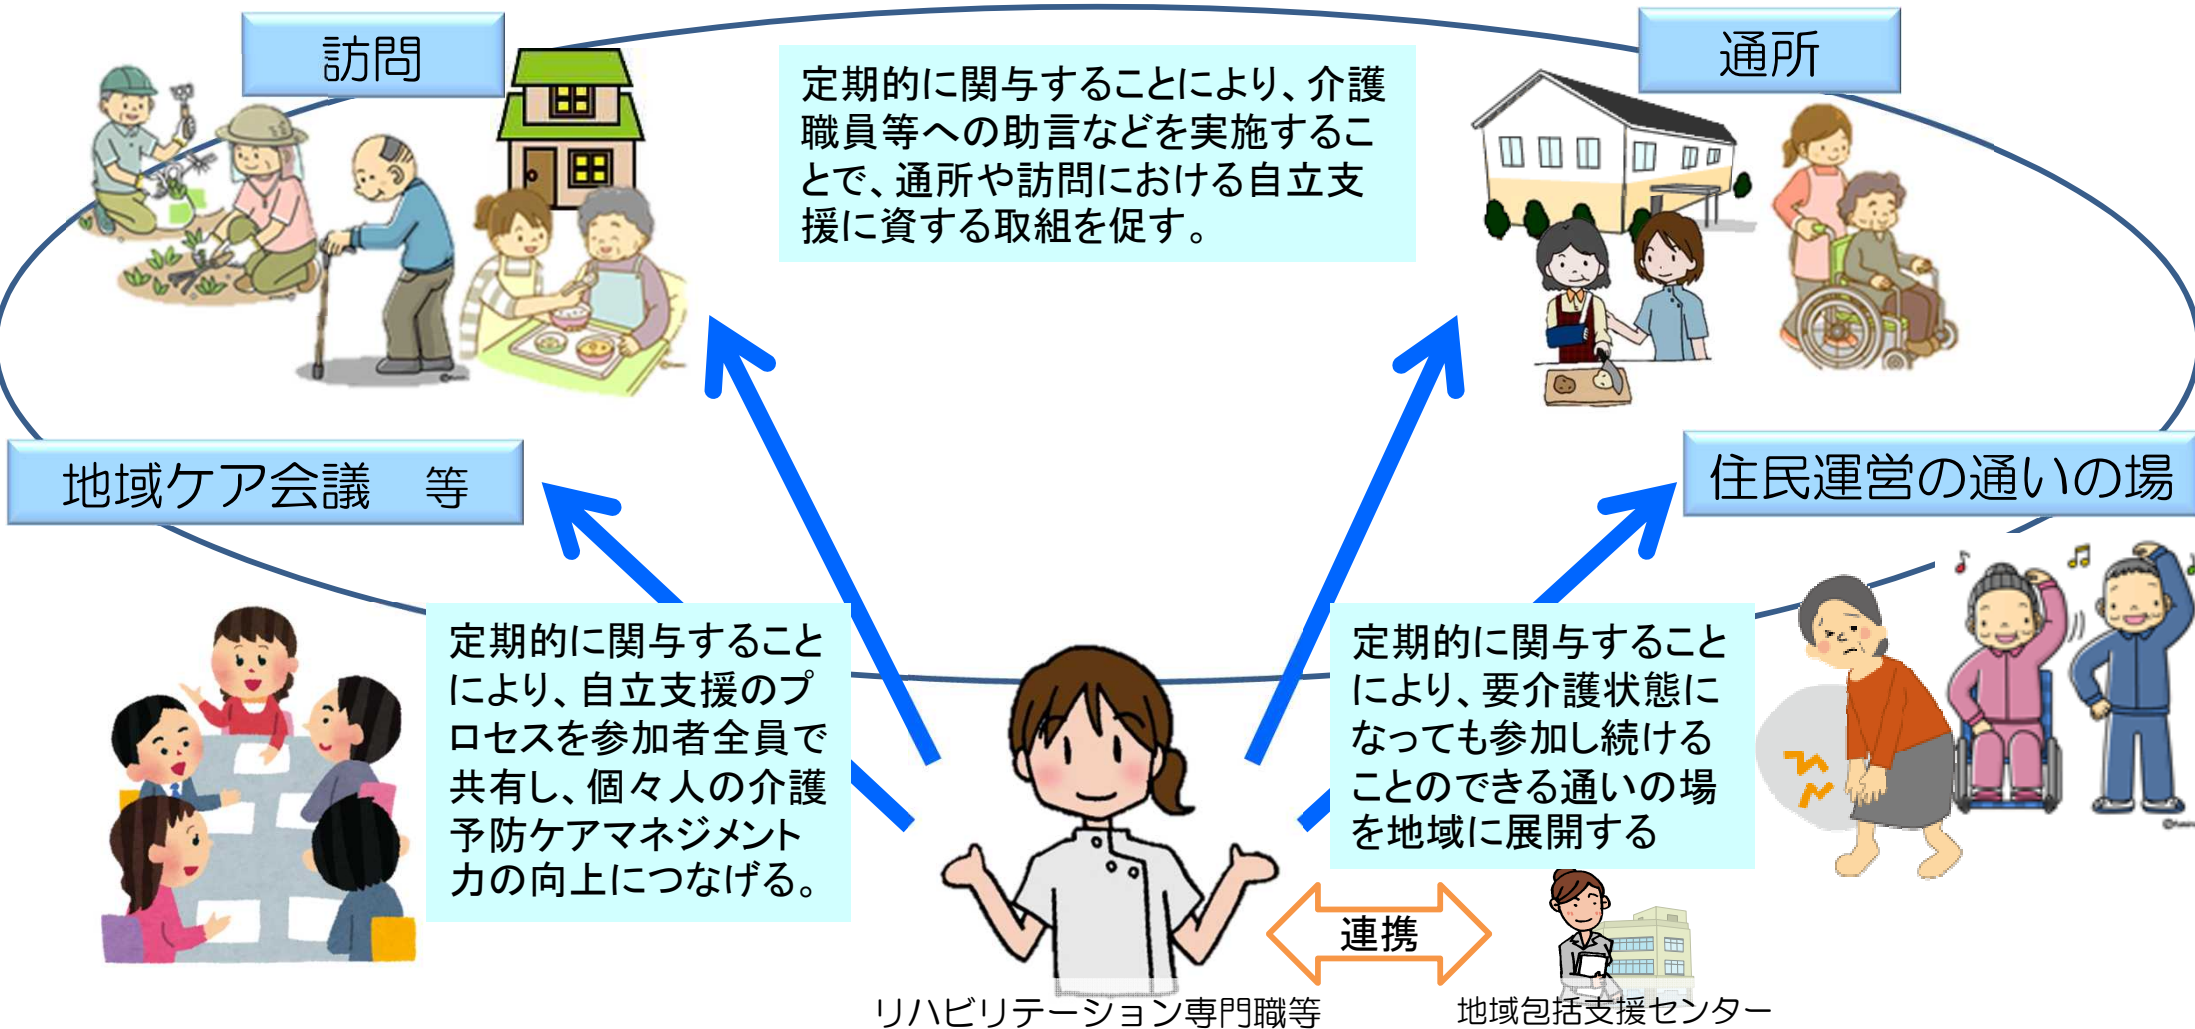 訪問
通所
定期的に関与することにより、介護
職員等への助言などを実施するこ
とで、通所や訪問における自立支
援に資する取組を促す。
地域ケア会議　等
住民運営の通いの場
定期的に関与すること
により、自立支援のプ
ロセスを参加者全員で
共有し、個々人の介護
予防ケアマネジメント
力の向上につなげる。
定期的に関与すること
により、要介護状態に
なっても参加し続ける
ことのできる通いの場
を地域に展開する
連携
リハビリテーション専門職等
地域包括支援センター